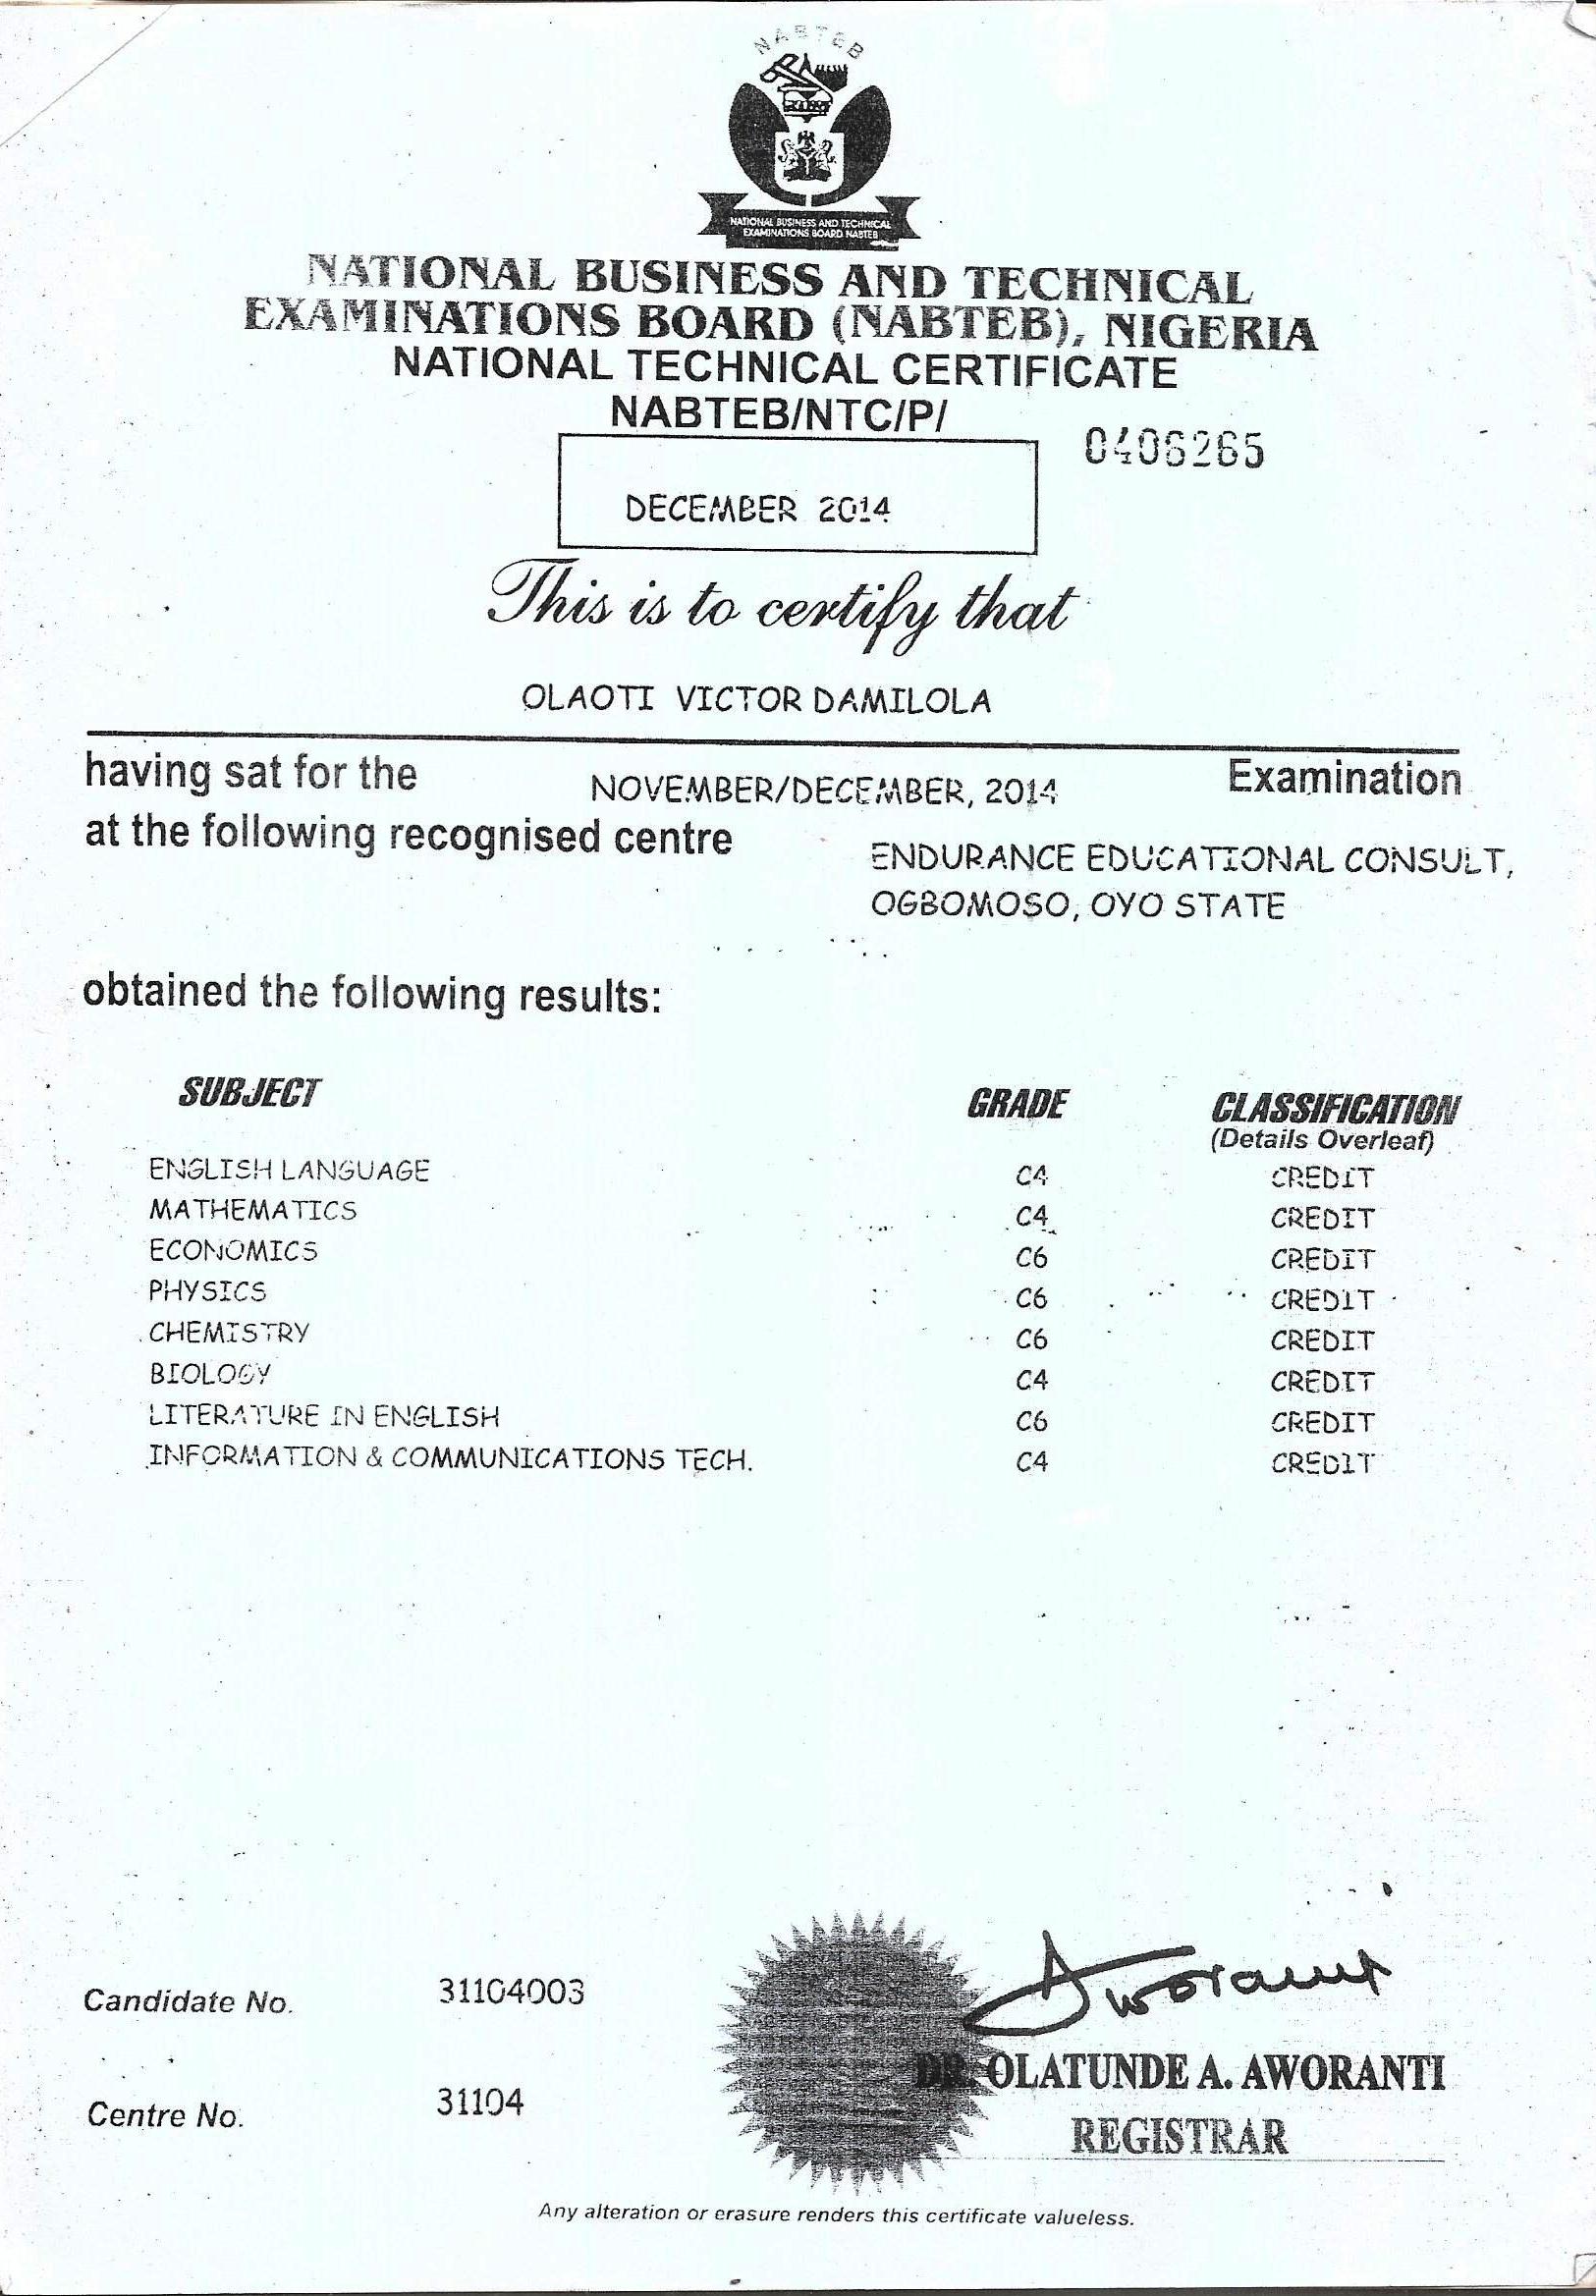 NABTEB
NATIONAL BUSINESS AND TECHNICAL
EXAMINATIONS BOARD NABTEB
NATIONAL BUSINESS AND TECHNICAL
EXAMINATIONS BOARD (NABTEB), NIGERIA
NATIONAL TECHNICAL CERTIFICATE
NABTEB/NTC/P/
0406265
DECEMBER 2014
This is to certify that
OLAOTI VICTOR DAMILOLA
having sat for the NOVEMBER/DECEMBER, 2014 Examination
at the following recognised centre ENDURANCE EDUCATIONAL CONSULT,
OGBOMOSO, OYO STATE
obtained the following results:
SUBJECT GRADE CLASSIFICATION
(Details Overleaf)
ENGLISH LANGUAGE C4 CREDIT
MATHEMATICS C4 CREDIT
ECONOMICS C6 CREDIT
PHYSICS C6 CREDIT
CHEMISTRY C6 CREDIT
BIOLOGY C4 CREDIT
LITERATURE IN ENGLISH C6 CREDIT
INFORMATION & COMMUNICATIONS TECH. C4 CREDIT
Aworanti
Candidate No. 31104003
DR. OLATUNDE A. AWORANTI
Centre No. 31104
REGISTRAR
Any alteration or erasure renders this certificate valueless.